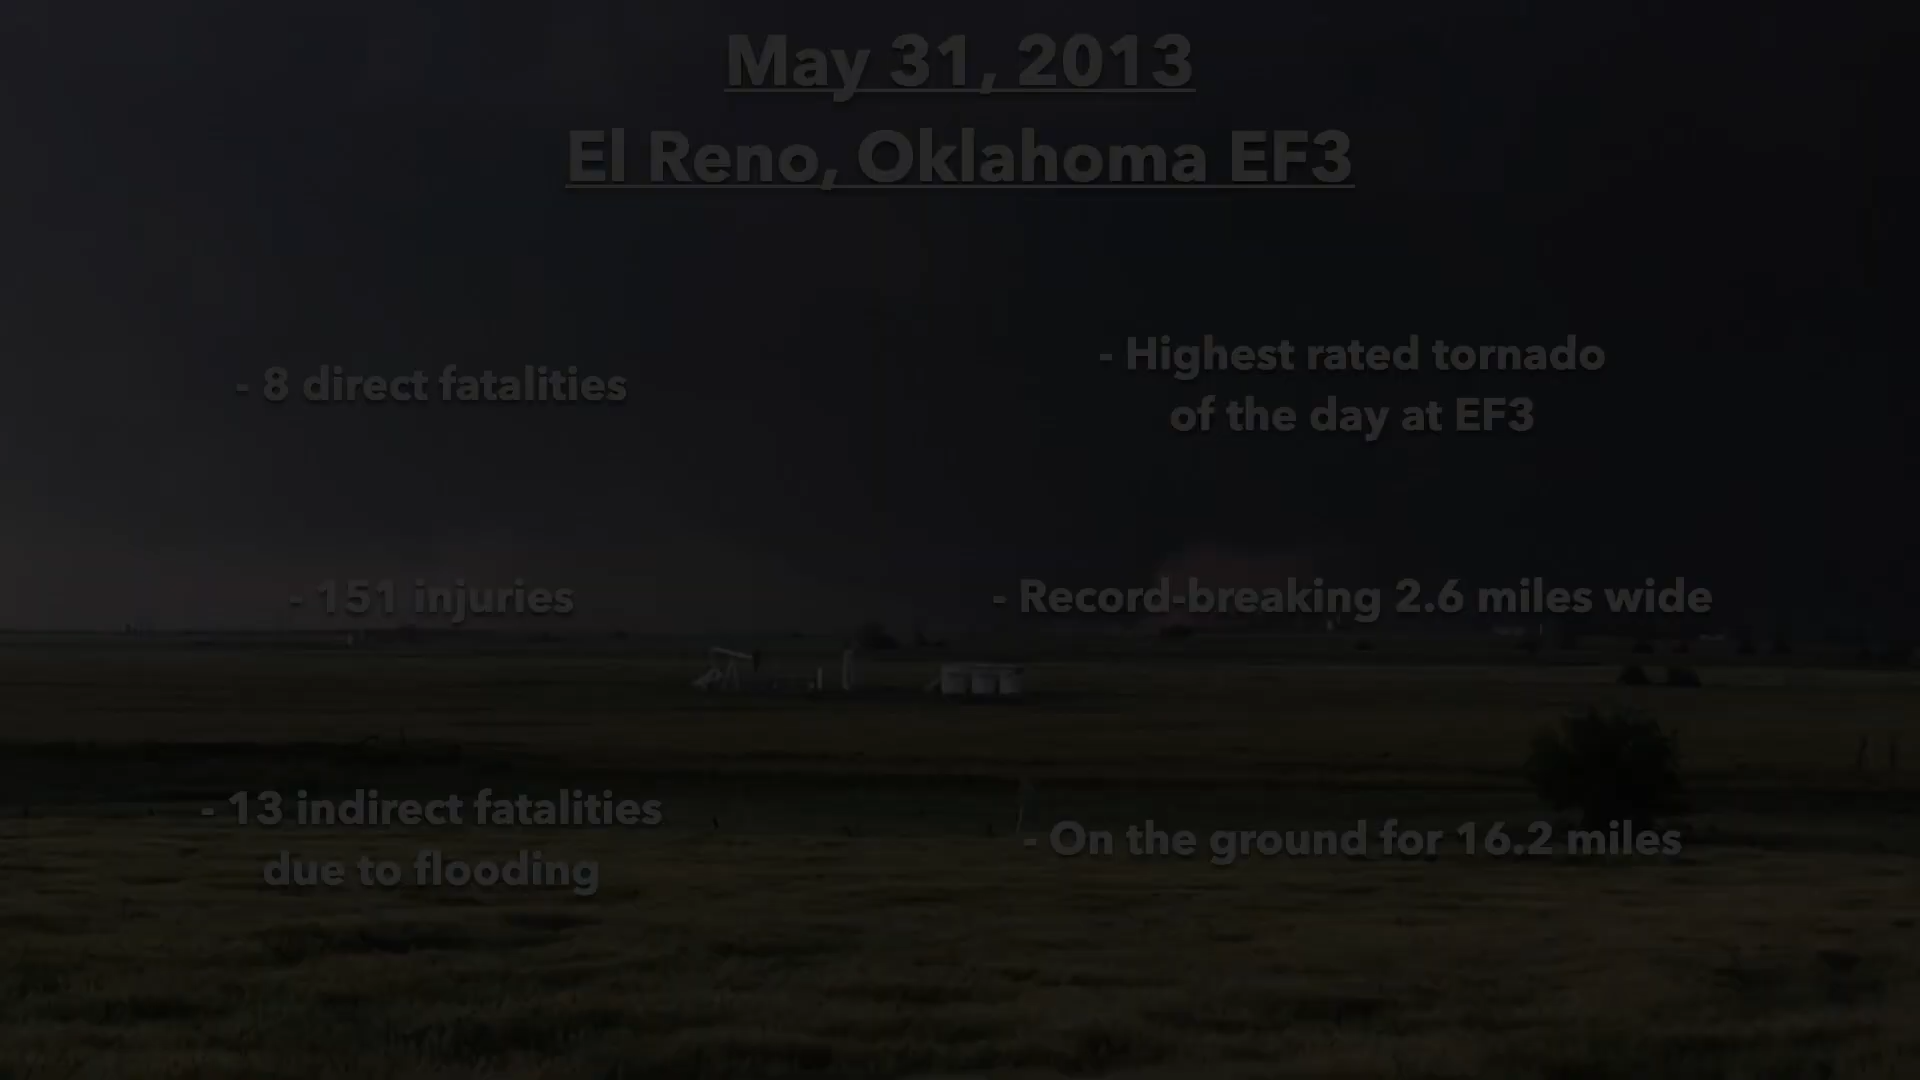 May 31, 2013
El Reno, Oklahoma EF3
- 8 direct fatalities
- 151 injuries
- 13 indirect fatalities
due to flooding
- Highest rated tornado
of the day at EF3
- Record-breaking 2.6 miles wide
- On the ground for 16.2 miles